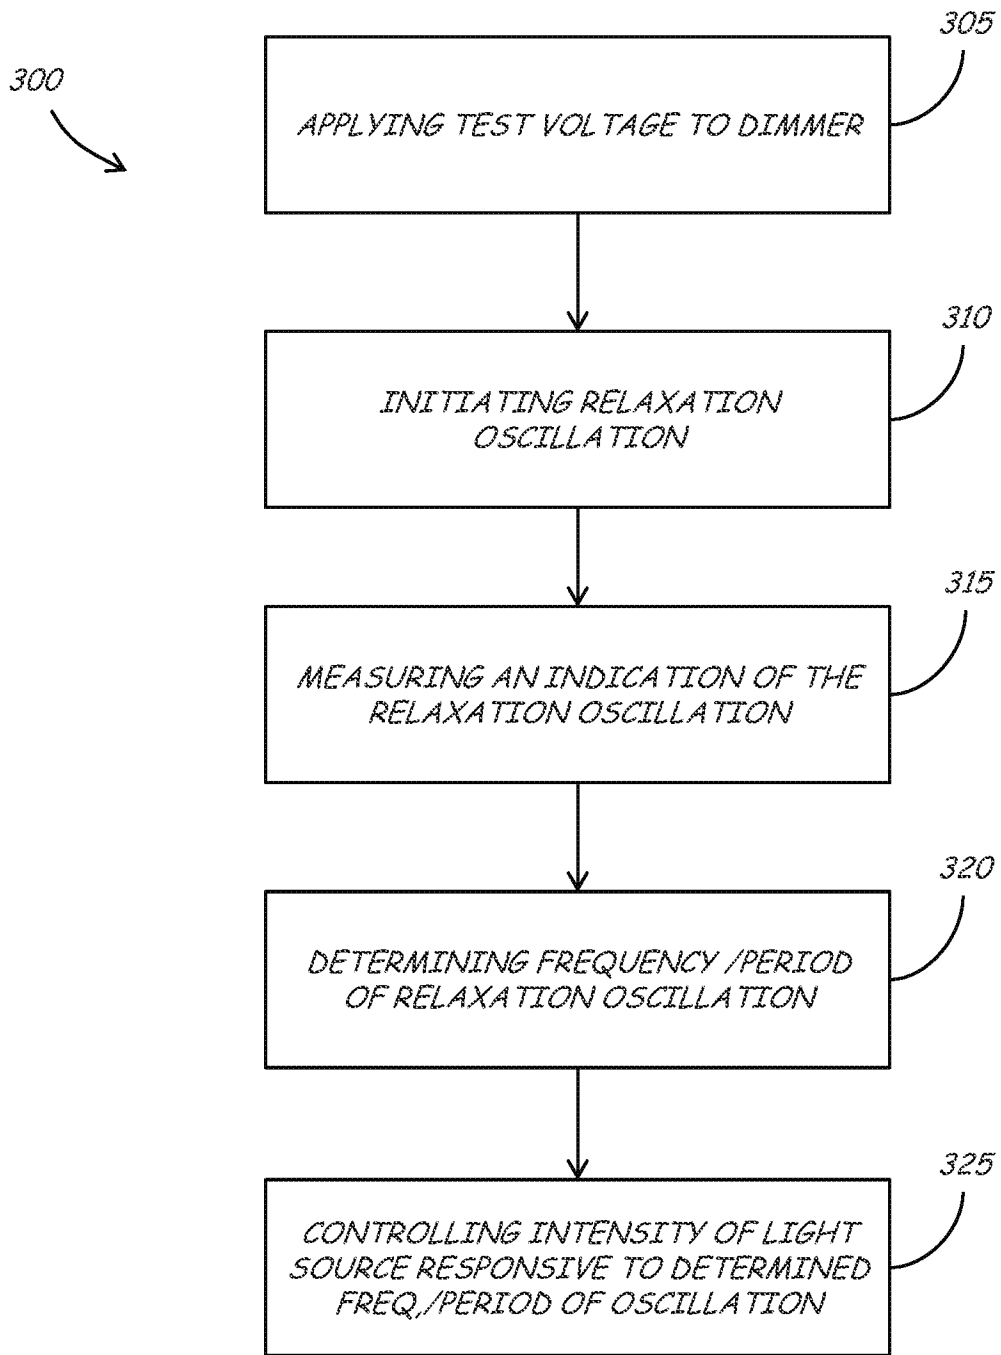 305
300
APPLYING TEST VOLTAGE TO DIMMER
310
INITIATING RELAXATION
OSCILLATION
315
MEASURING AN INDICATION OF THE
RELAXATION OSCILLATION
320
DETERMINING FREQUENCY /PERIOD
OF RELAXATION OSCILLATION
325
CONTROLLING INTENSITY OF LIGHT
SOURCE RESPONSIVE TO DETERMINED
FREQ,/PERIOD OF OSCILLATION